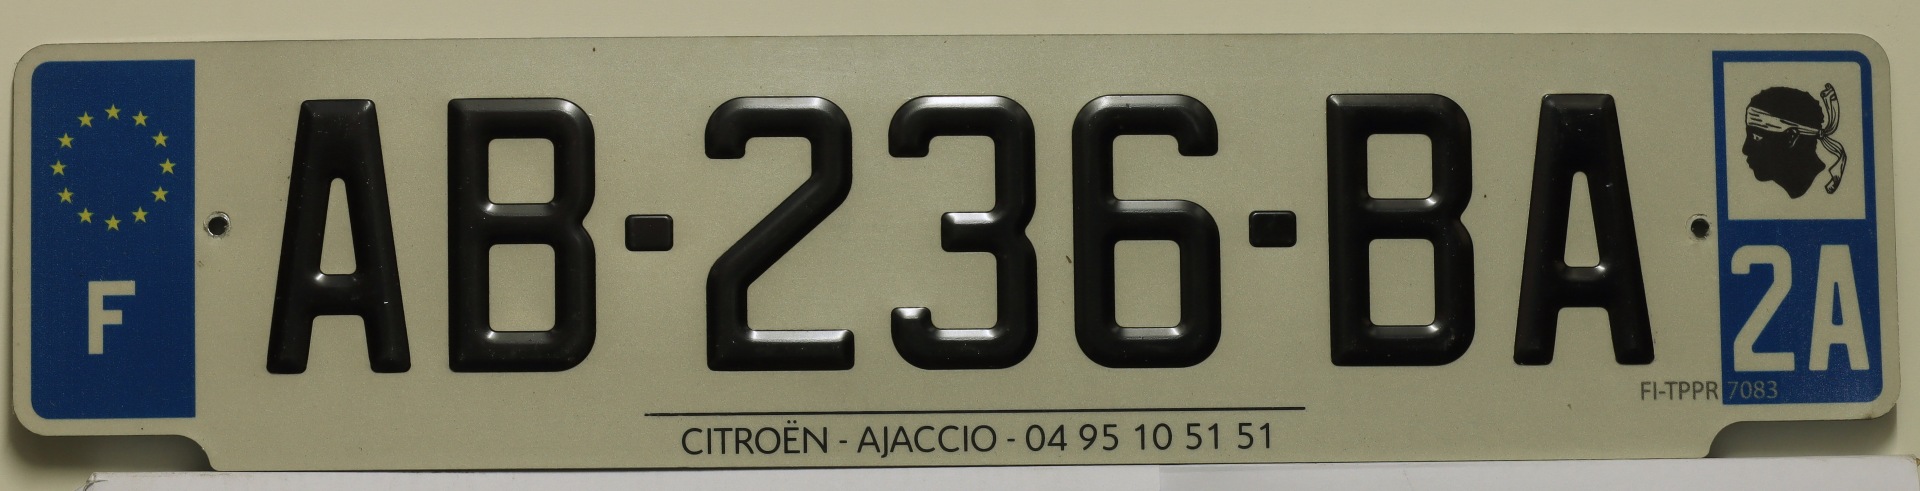 F
AB-236-BA
2A
FI-TPPR 7083
CITROËN - AJACCIO - 04 95 10 51 51